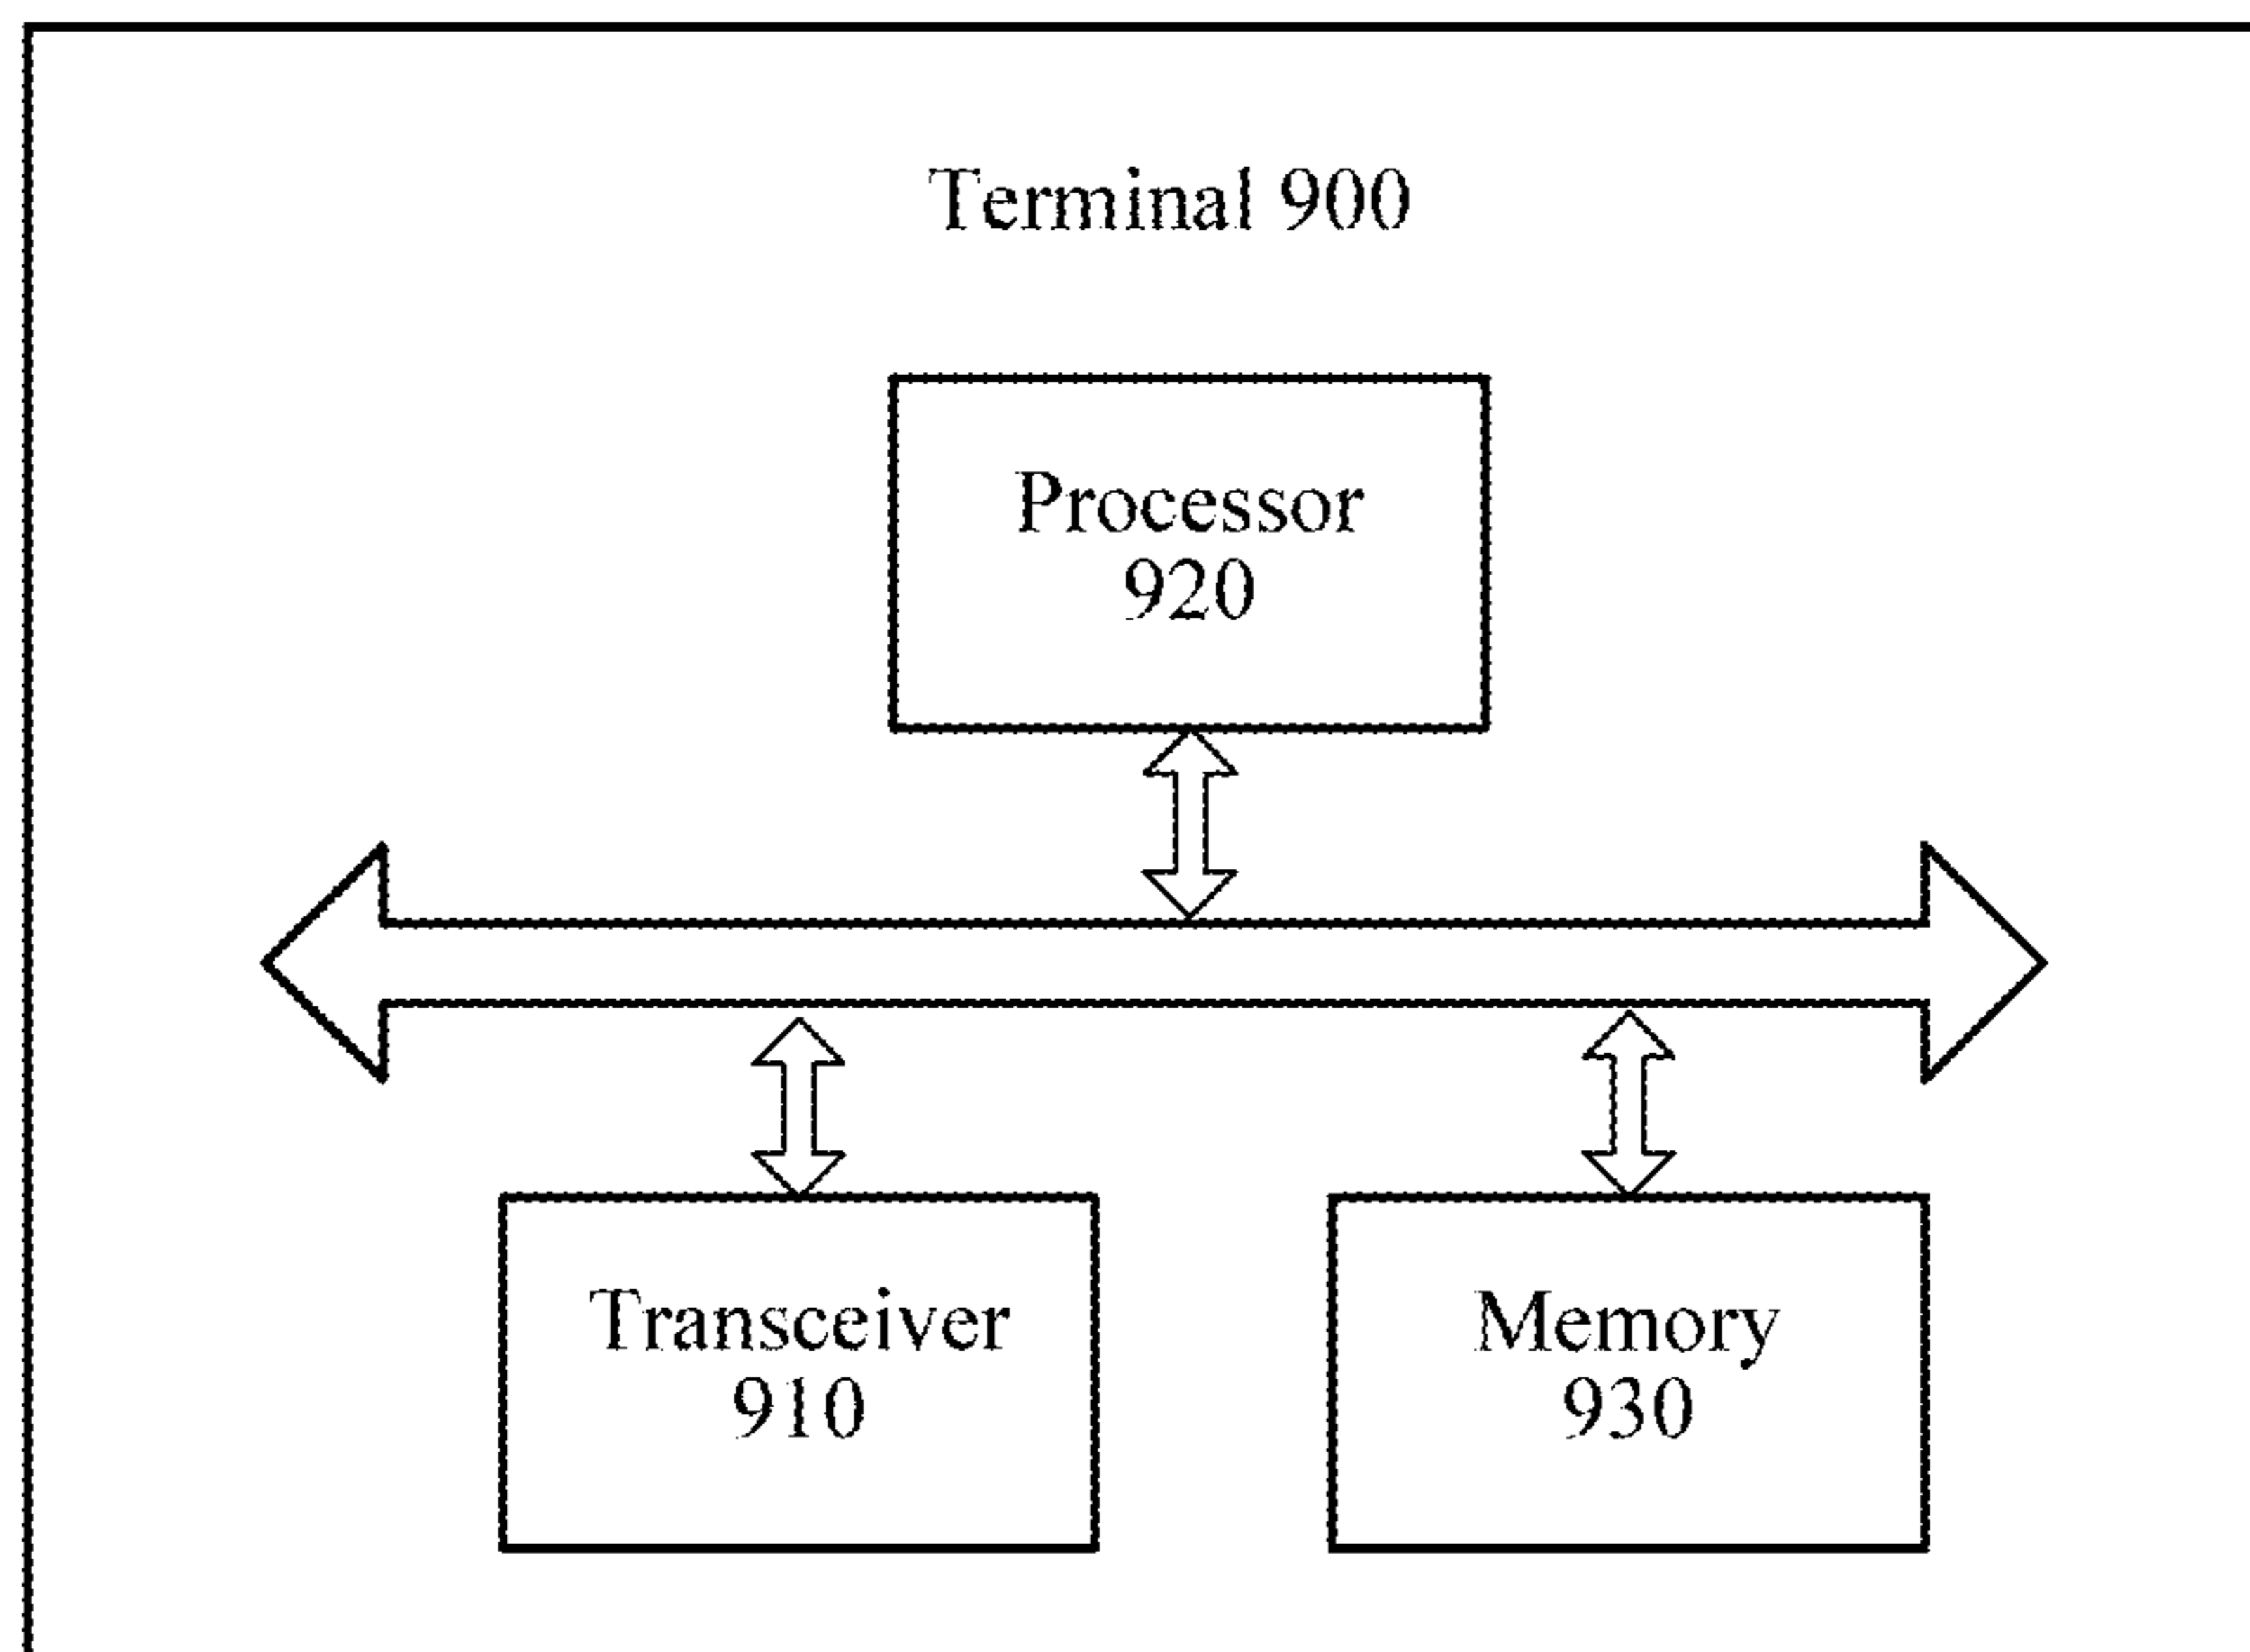 Terminal 900
Processor
920
Transceiver
910
Memory
930